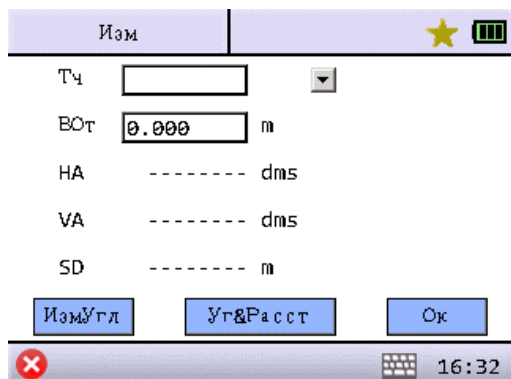 Изм
Тч
ВОт 0.000 m
HA -------- dms
VA -------- dms
SD -------- m
ИзмУгл Уг&Расст Ок
16:32